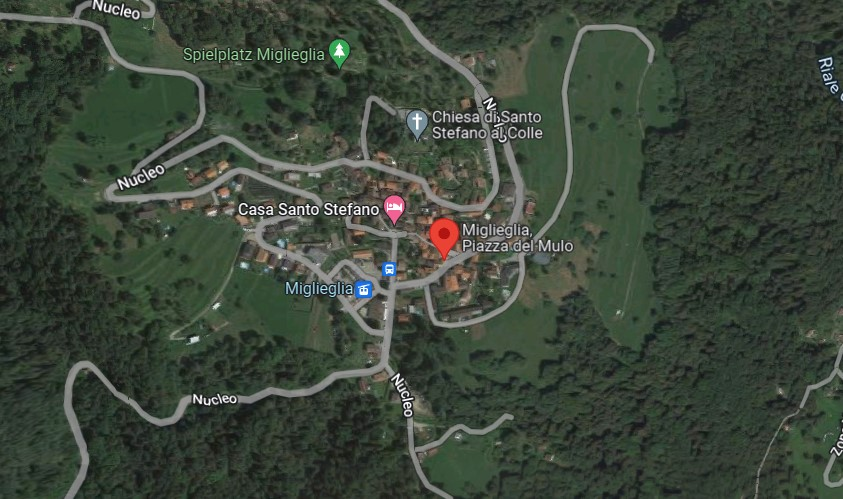 Nucleo
Spielplatz Miglieglia
Chiesa di Santo
Stefano al Colle
Nucleo
Casa Santo Stefano
Miglieglia,
Piazza del Mulo
Miglieglia
Nucleo
Nucleo
Riale